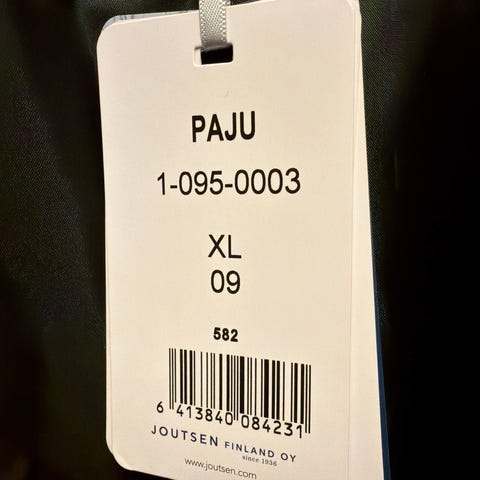 PAJU
1-095-0003
XL
09
582
6 413840 084231
JOUTSEN FINLAND OY
since 1936
www.joutsen.com